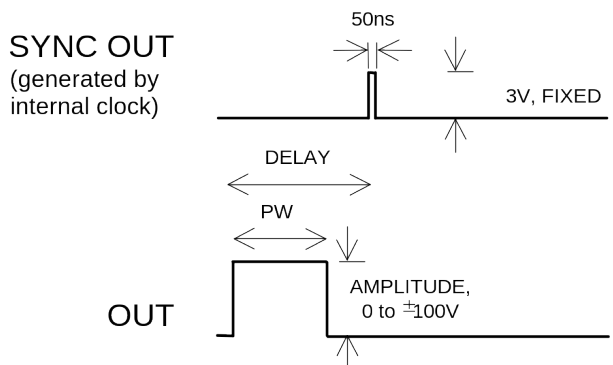 50ns
SYNC OUT
(generated by
internal clock)
3V, FIXED
DELAY
PW
AMPLITUDE,
0 to ±100V
OUT